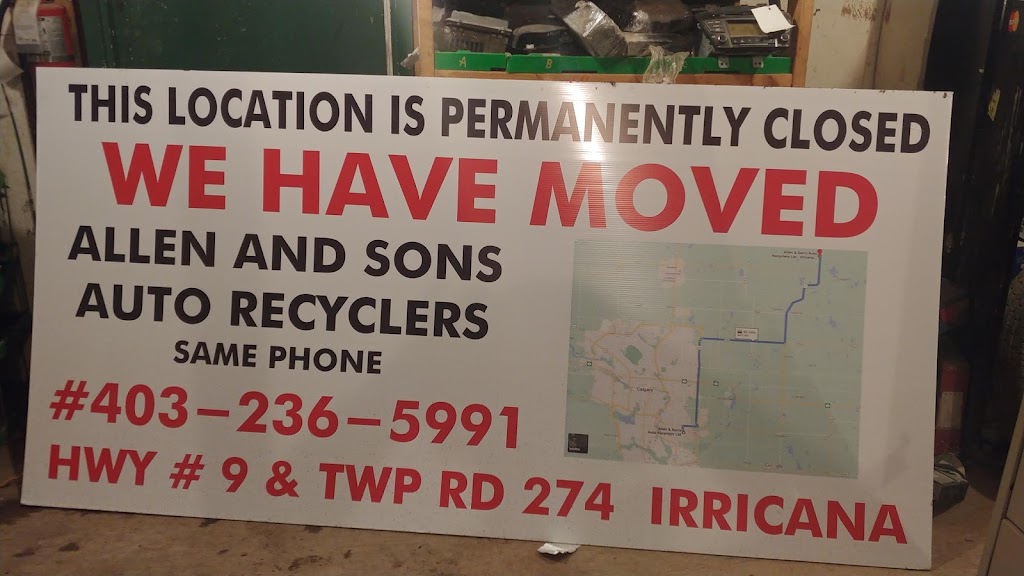 THIS LOCATION IS PERMANENTLY CLOSED
WE HAVE MOVED
ALLEN AND SONS
AUTO RECYCLERS
SAME PHONE
#403-236-5991
HWY # 9 & TWP RD 274 IRRICANA
Calgary
A
B